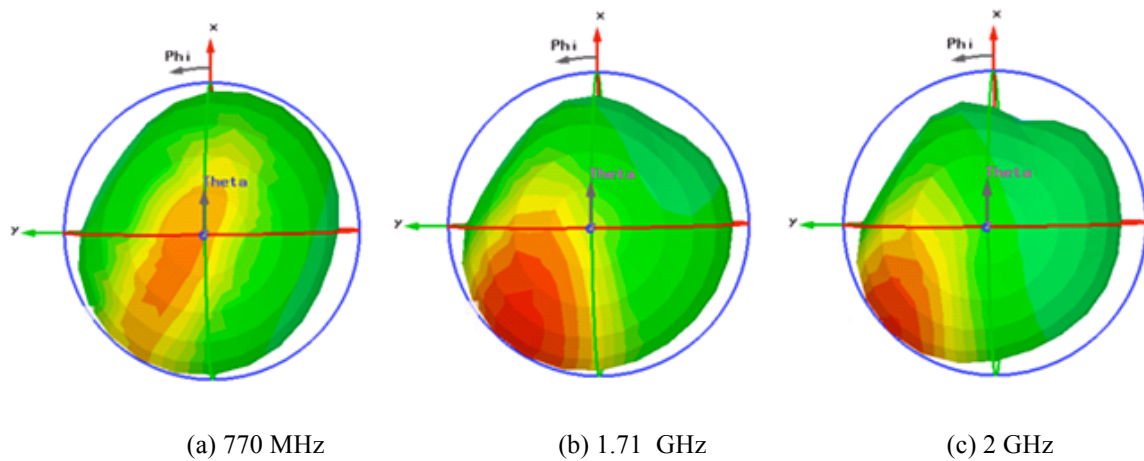 x x x
Phi Phi Phi
Theta Theta Theta
y y y
(a) 770 MHz (b) 1.71 GHz (c) 2 GHz